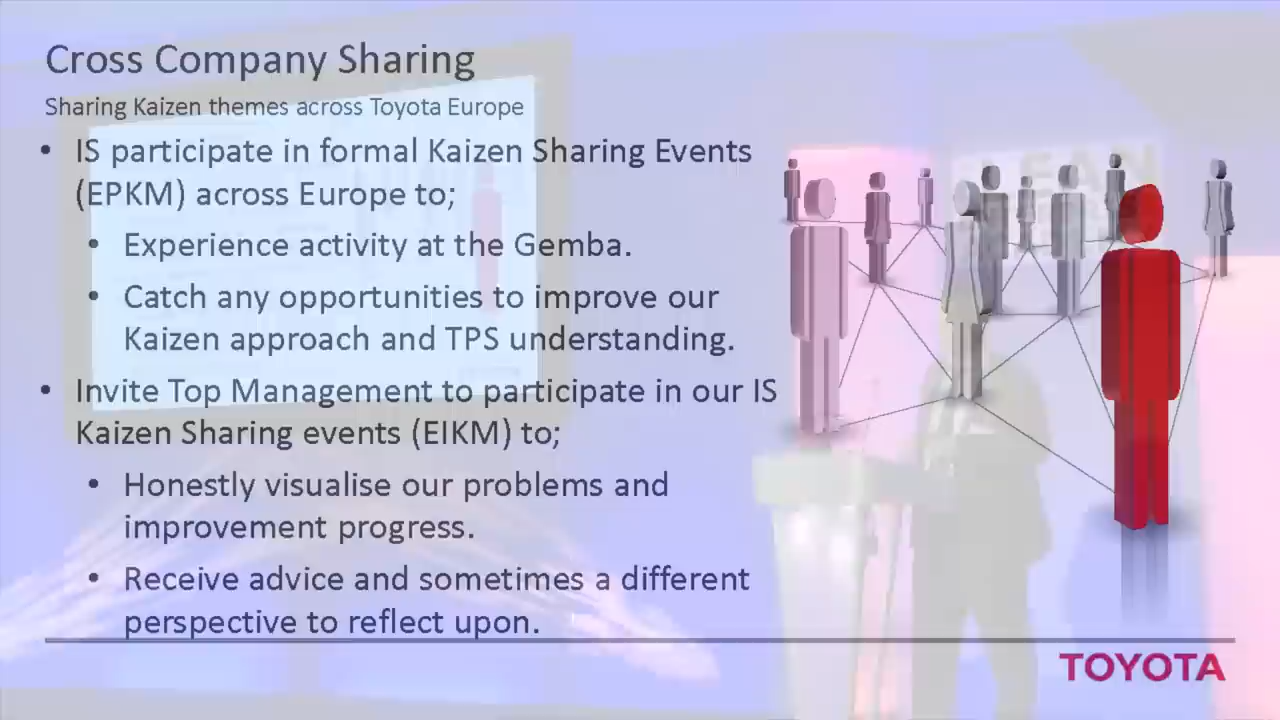 Cross Company Sharing
Sharing Kaizen themes across Toyota Europe
• IS participate in formal Kaizen Sharing Events
(EPKM) across Europe to;
• Experience activity at the Gemba.
• Catch any opportunities to improve our
Kaizen approach and TPS understanding.
• Invite Top Management to participate in our IS
Kaizen Sharing events (EIKM) to;
• Honestly visualise our problems and
improvement progress.
• Receive advice and sometimes a different
perspective to reflect upon.
TOYOTA